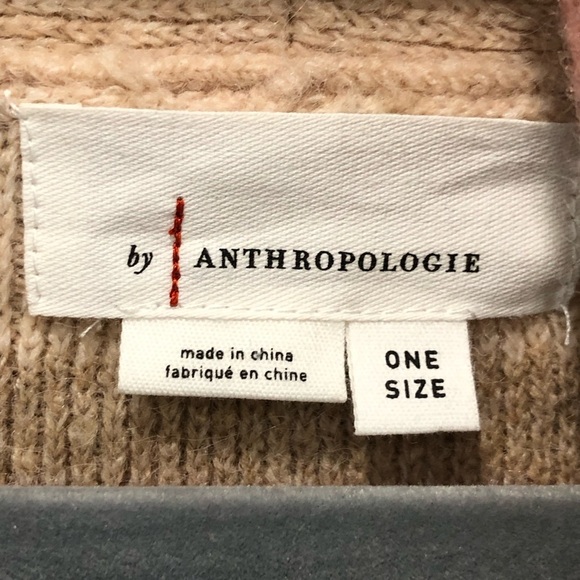 by ANTHROPOLOGIE
made in china
fabriqué en chine
ONE
SIZE